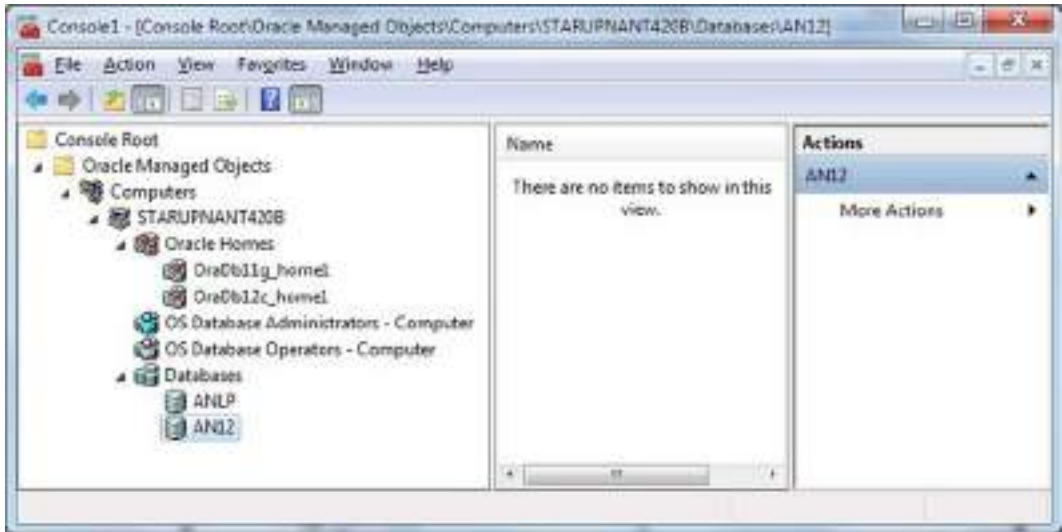 Console1 - [Console Root\Oracle Managed Objects\Computers\STARUPNANT420B\Databases\AN12]
File Action View Favorites Window Help
Console Root
Oracle Managed Objects
Computers
STARUPNANT420B
Oracle Homes
OraDb11g_home1
OraDb12c_home1
OS Database Administrators - Computer
OS Database Operators - Computer
Databases
ANLP
AN12
Name
There are no items to show in this
view.
Actions
AN12
More Actions